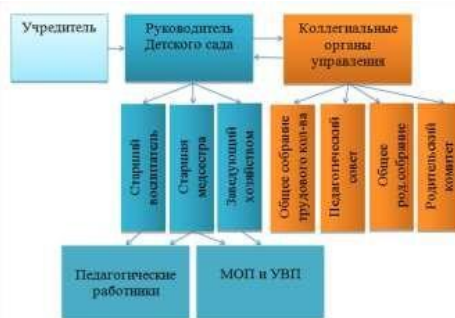 Учредитель
Руководитель
Детского сада
Коллегиальные
органы
управления
Старший
воспитатель
Старшая
медсестра
Заведующий
хозяйством
Общее собрание
трудового кол-ва
Педагогический
совет
Общее
род.собрание
Родительский
комитет
Педагогические
работники
МОП и УВП